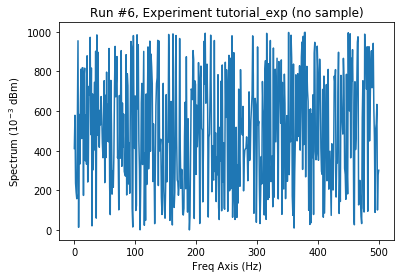 Run #6, Experiment tutorial_exp (no sample)
1000
800
600
400
200
0
Spectrum (10⁻³ dBm)
0 100 200 300 400 500
Freq Axis (Hz)